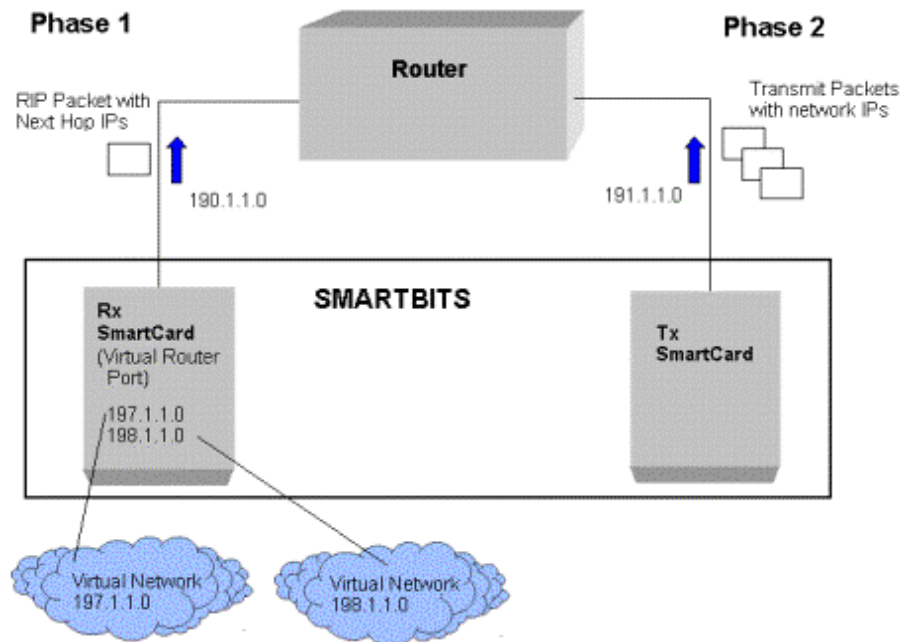 Phase 1
Router
Phase 2
RIP Packet with
Next Hop IPs
Transmit Packets
with network IPs
190.1.1.0
191.1.1.0
SMARTBITS
Rx
SmartCard
(Virtual Router
Port)
197.1.1.0
198.1.1.0
Tx
SmartCard
Virtual Network
197.1.1.0
Virtual Network
198.1.1.0